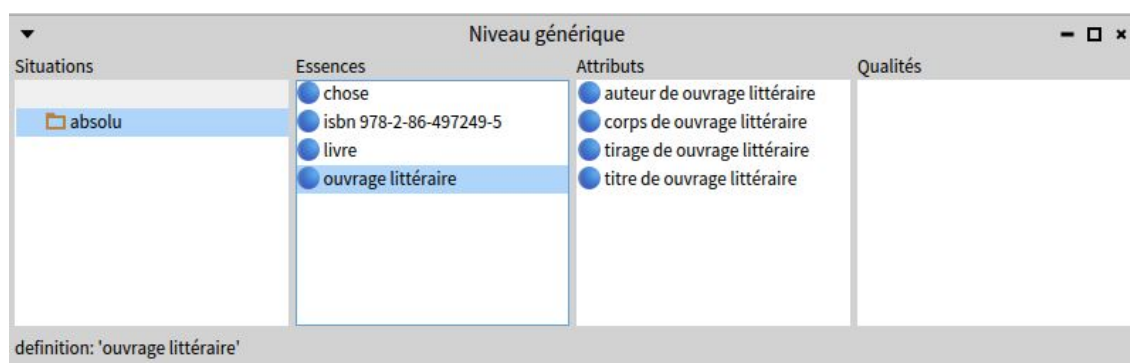 Niveau générique
Situations
Essences
Attributs
Qualités
absolu
chose
isbn 978-2-86-497249-5
livre
ouvrage littéraire
auteur de ouvrage littéraire
corps de ouvrage littéraire
tirage de ouvrage littéraire
titre de ouvrage littéraire
definition: 'ouvrage littéraire'